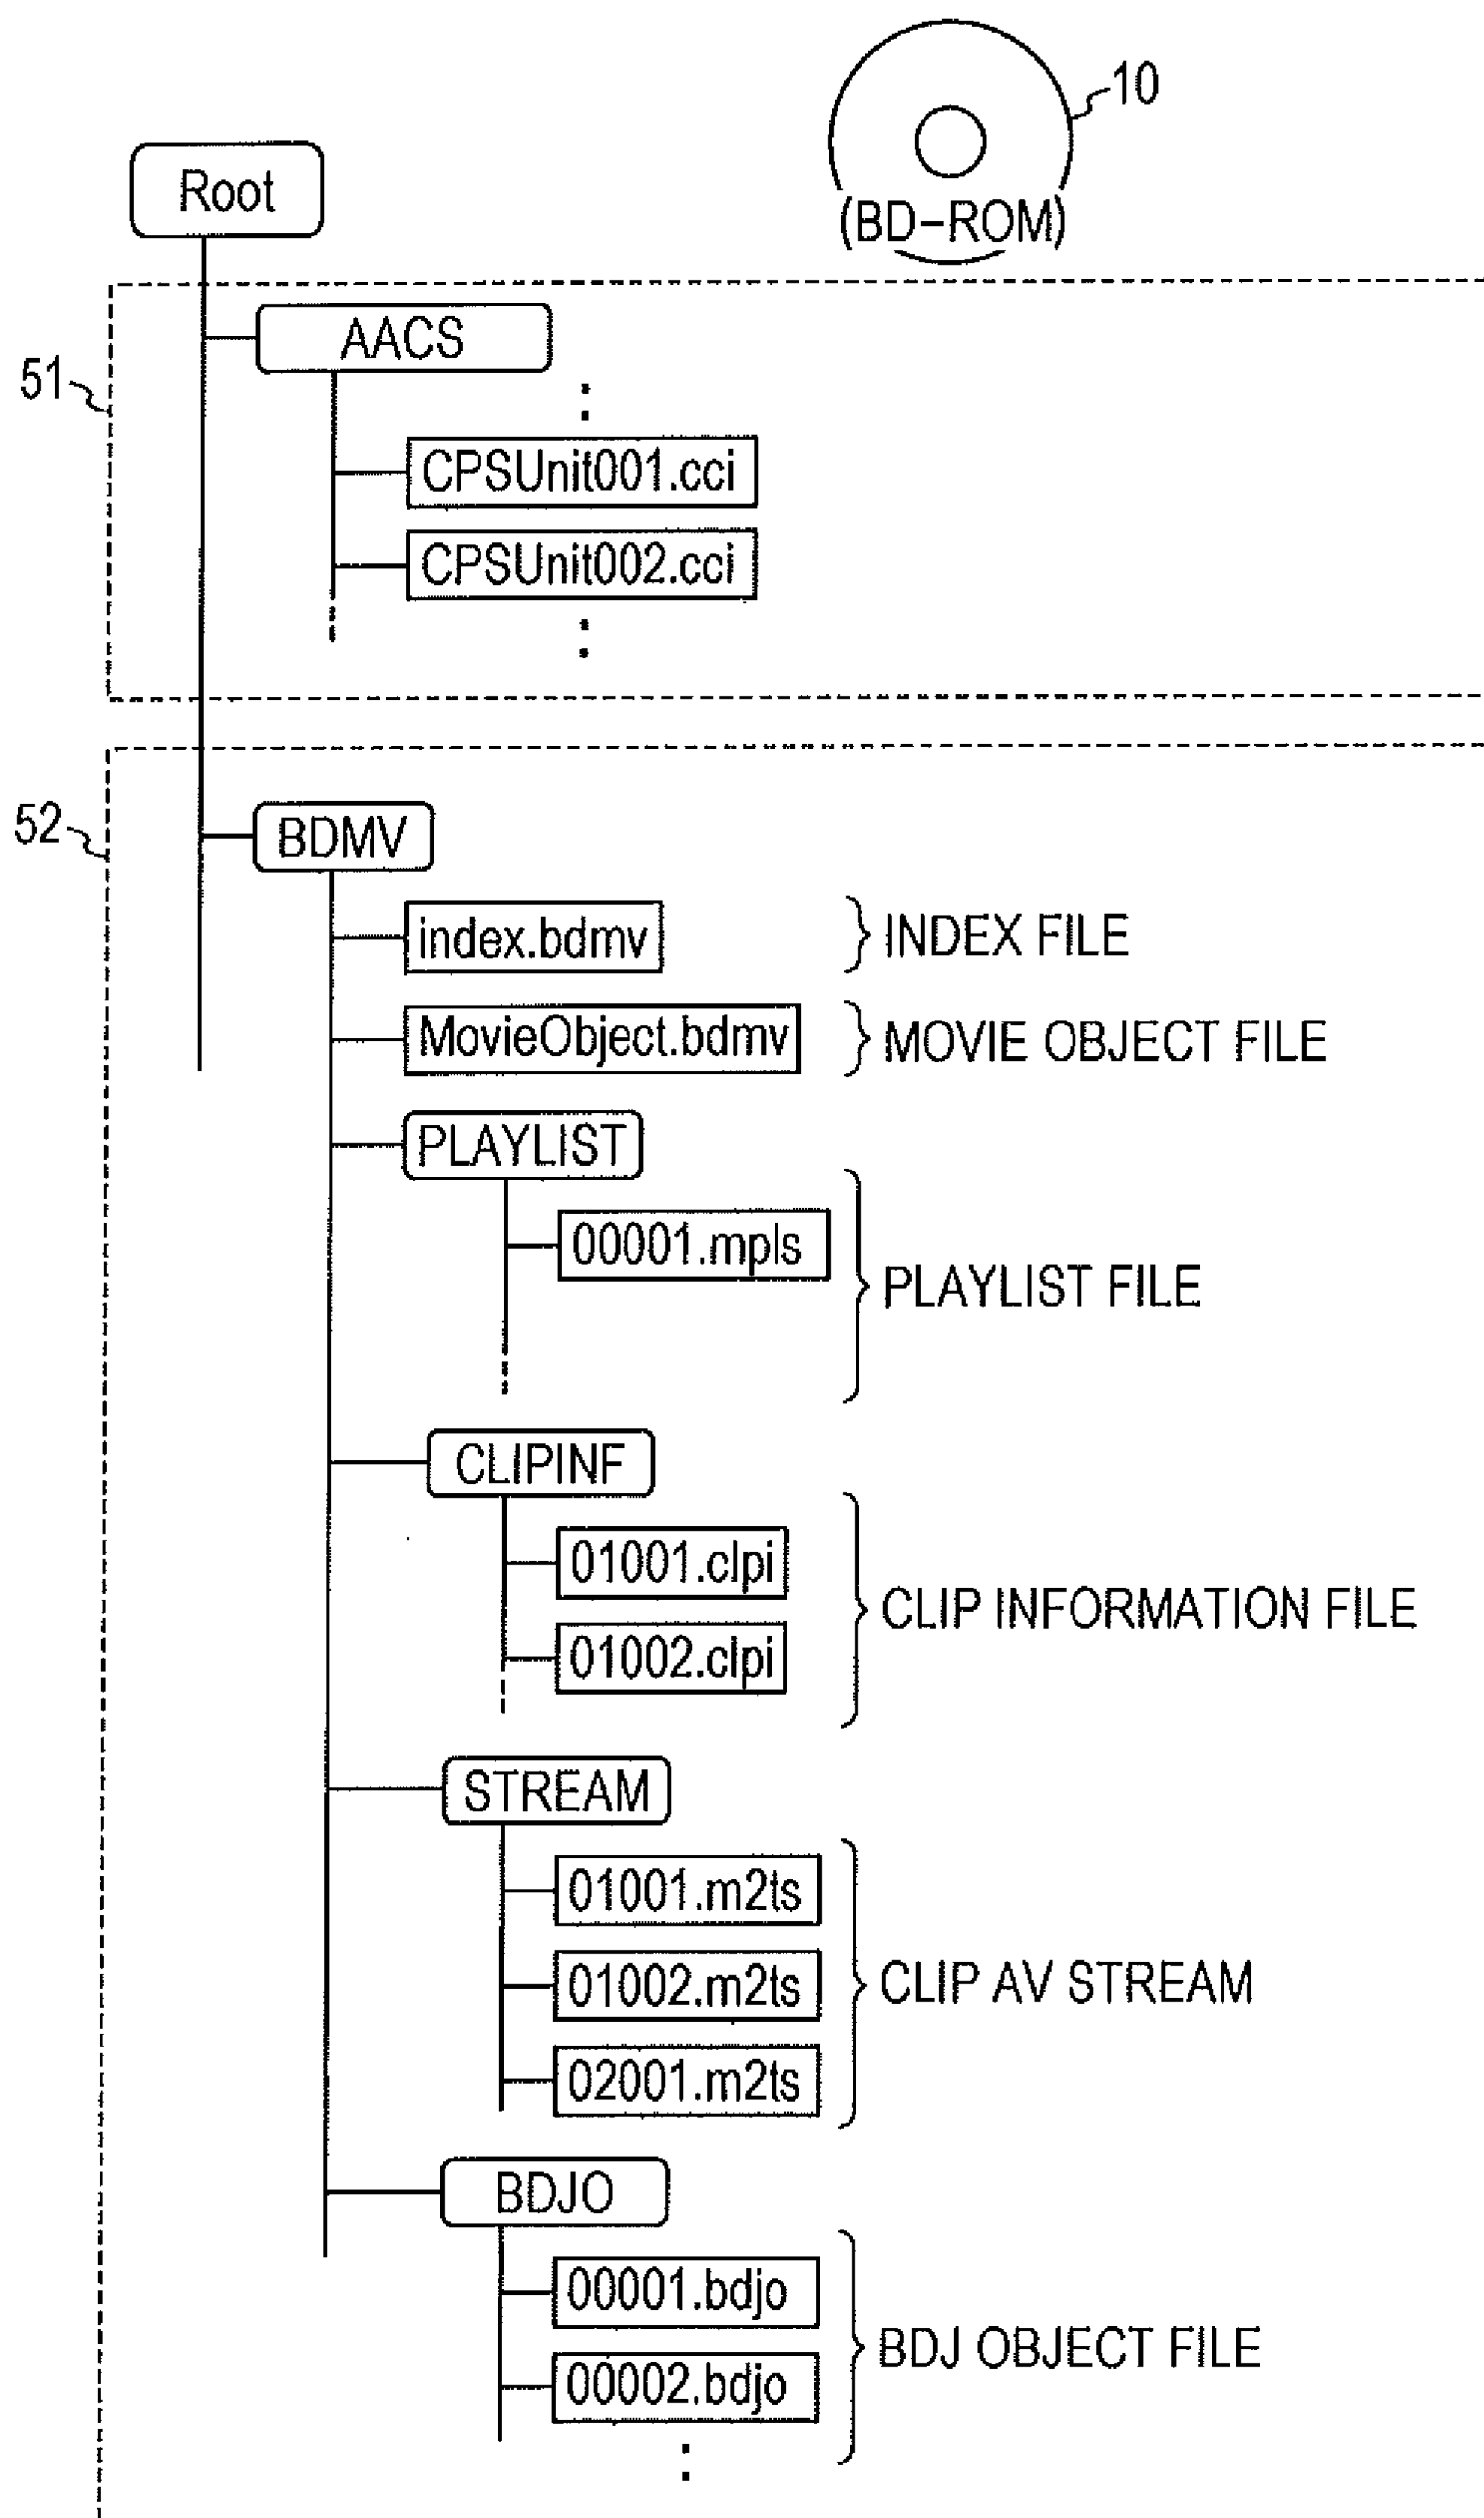 10
(BD-ROM)
Root
51
AACS
CPSUnit001.cci
CPSUnit002.cci
52
BDMV
index.bdmv
INDEX FILE
MovieObject.bdmv
MOVIE OBJECT FILE
PLAYLIST
00001.mpls
PLAYLIST FILE
CLIPINF
01001.clpi
01002.clpi
CLIP INFORMATION FILE
STREAM
01001.m2ts
01002.m2ts
CLIP AV STREAM
02001.m2ts
BDJO
00001.bdjo
BDJ OBJECT FILE
00002.bdjo